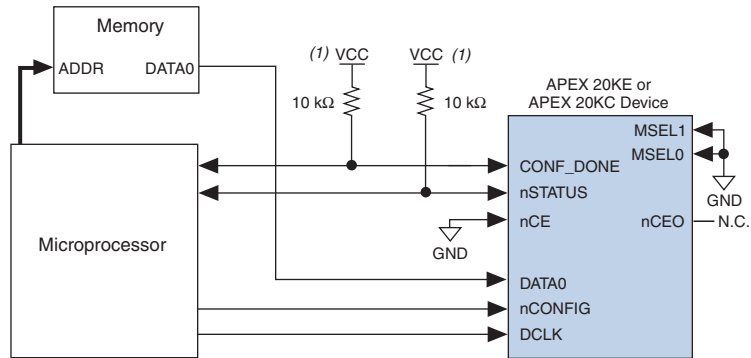 Memory
ADDR
DATA0
(1) VCC
VCC (1)
10 kΩ
10 kΩ
APEX 20KE or
APEX 20KC Device
MSEL1
MSEL0
GND
CONF_DONE
nSTATUS
nCE
GND
nCEO
N.C.
Microprocessor
DATA0
nCONFIG
DCLK